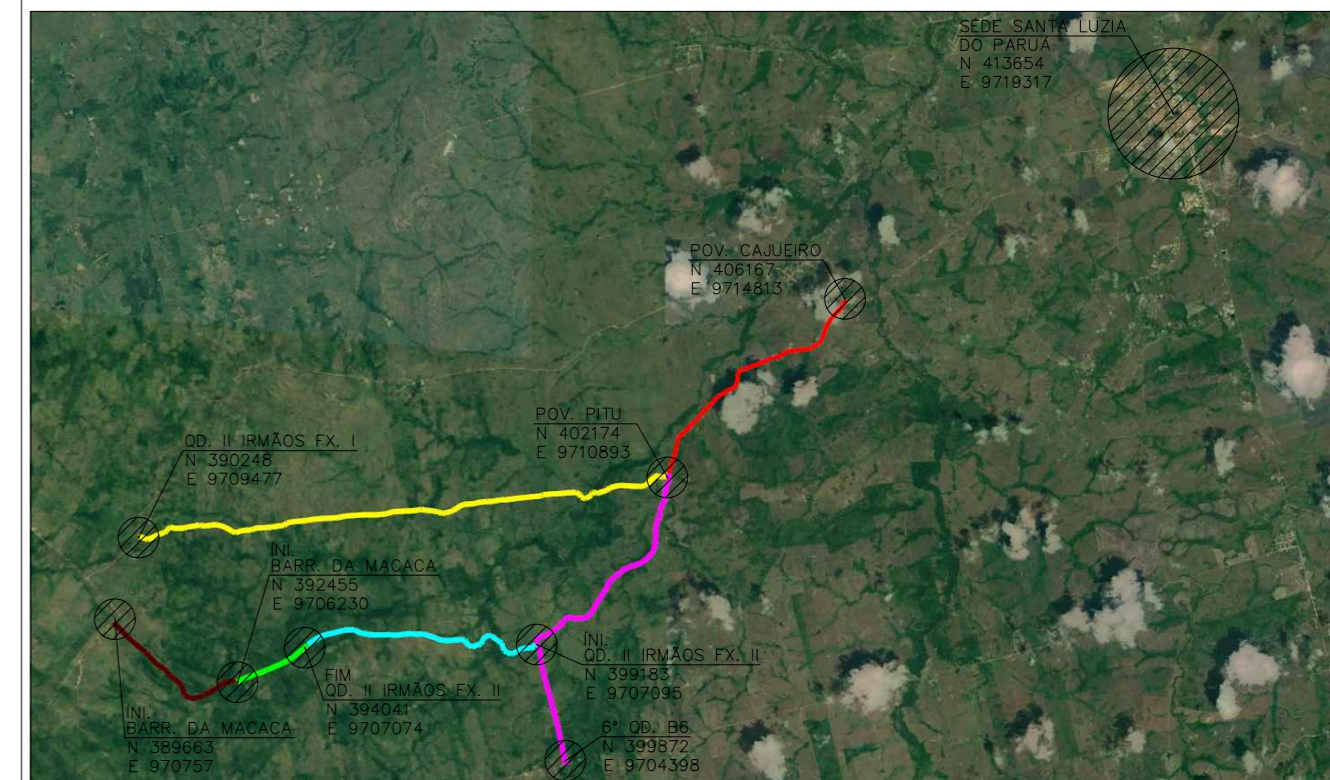 SEDE SANTA LUZIA
DO PARUÁ
N 413654
E 9719317
POV. CAJUEIRO
N 406167
E 9714813
POV. PITU
N 402174
E 9710893
QD. II IRMÃOS FX. I
N 390248
E 9709477
INI.
BARR. DA MACACA
N 392455
E 9706230
INI.
QD. II IRMÃOS FX. II
N 399183
E 9707095
FIM
QD. II IRMÃOS FX. II
N 394041
E 9707074
INI.
BARR. DA MACACA
N 389663
E 970757
6° QD. B6
N 399872
E 9704398